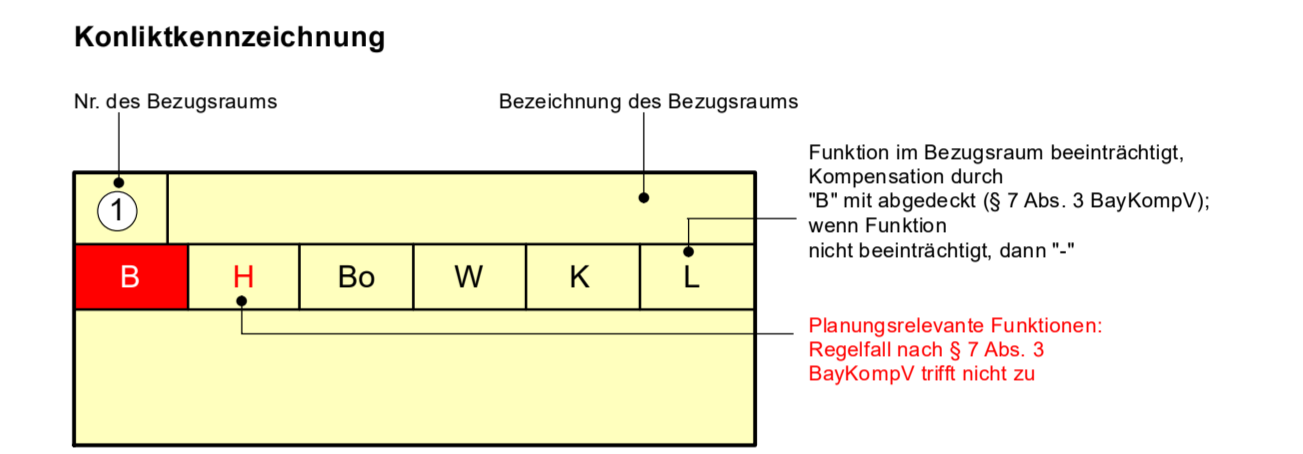 Konliktkennzeichnung
Nr. des Bezugsraums
Bezeichnung des Bezugsraums
Funktion im Bezugsraum beeinträchtigt,
Kompensation durch
"B" mit abgedeckt (§ 7 Abs. 3 BayKompV);
wenn Funktion
nicht beeinträchtigt, dann "-"
1
B H Bo W K L
Planungsrelevante Funktionen:
Regelfall nach § 7 Abs. 3
BayKompV trifft nicht zu